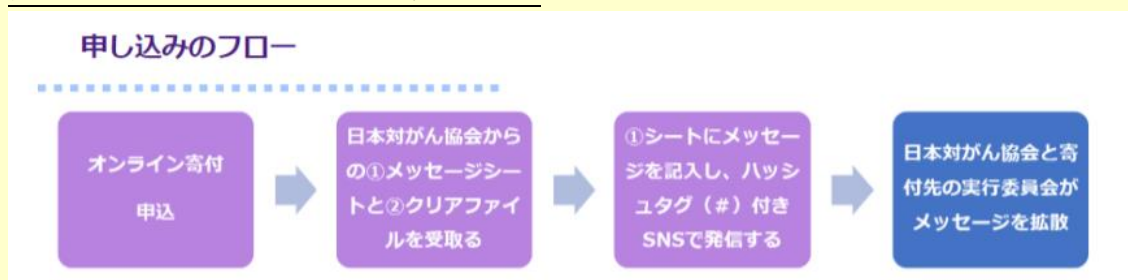 申し込みのフロー
オンライン寄付
申込
日本対がん協会から
の①メッセージシー
トと②クリアファイ
ルを受取る
①シートにメッセー
ジを記入し、ハッシ
ュタグ（#）付き
SNSで発信する
日本対がん協会と寄
付先の実行委員会が
メッセージを拡散